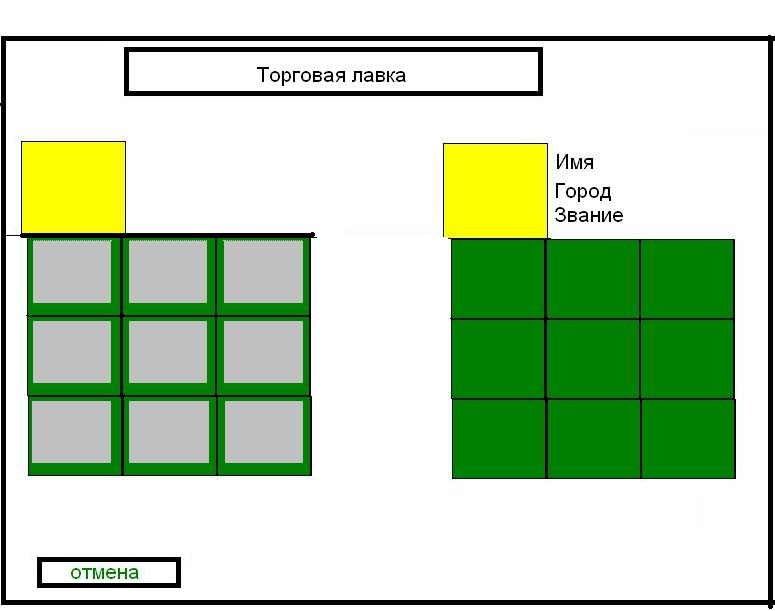 Торговая лавка
Имя
Город
Звание
отмена